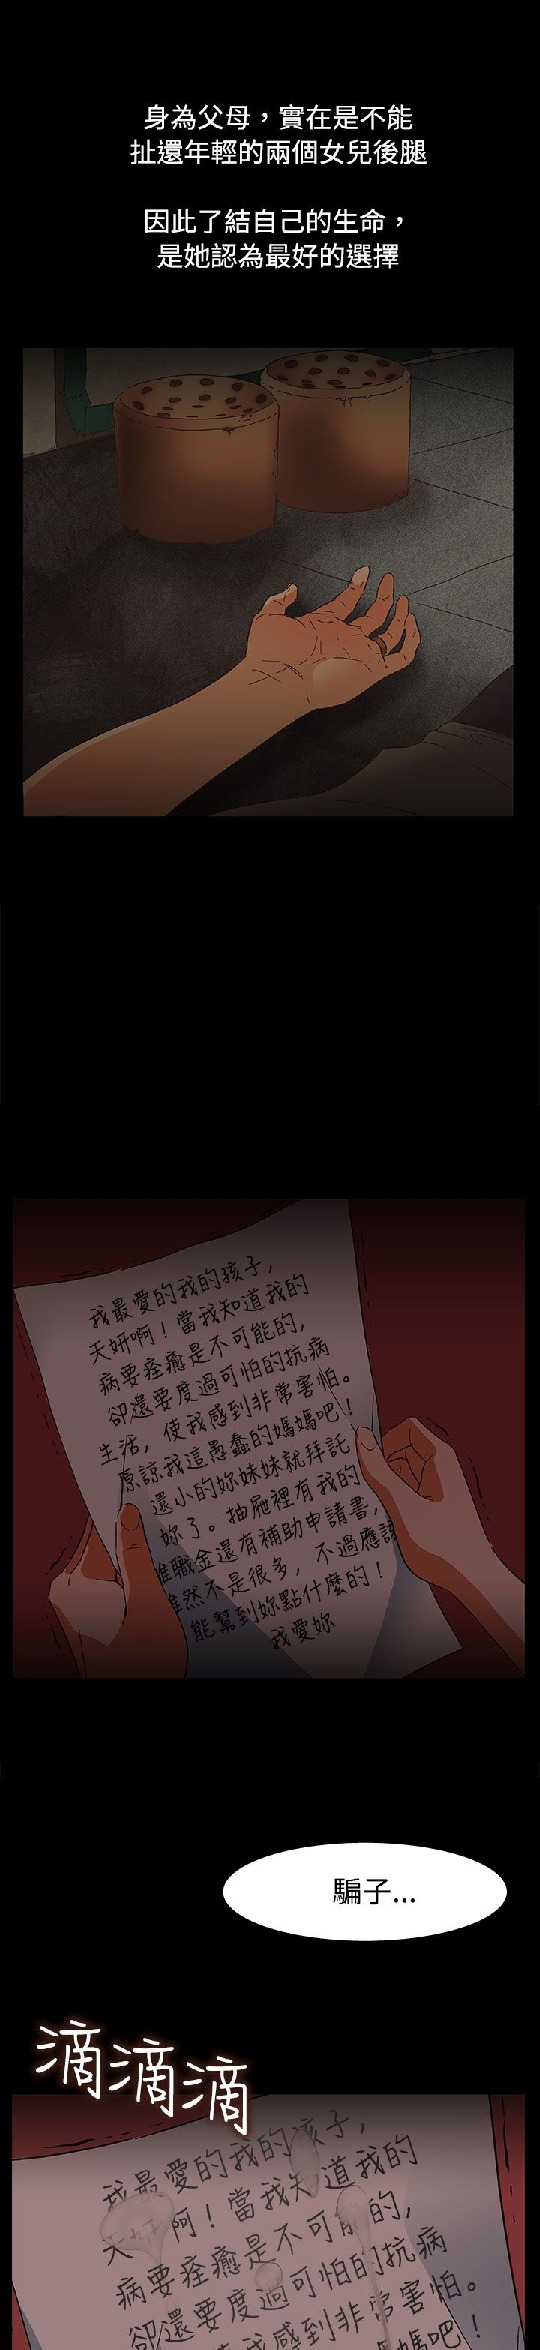 身為父母，實在是不能
扯還年輕的兩個女兒後腿
因此了結自己的生命，
是她認為最好的選擇
我最愛的我的孩子,
天妍啊！當我知道我的
病要痊癒是不可能的,
卻還要度過可怕的抗病
生活，使我感到非常害怕。
原諒我這愚蠢的媽媽吧！
還小的妳妹妹就拜託
妳了。抽屜裡有我的
離職金還有補助申請書,
雖然不是很多，不過應該
能幫到妳點什麼的！
我愛妳
騙子...
滴滴滴
我最愛的我的孩子,
天妍啊！當我知道我的
病要痊癒是不可能的,
卻還要度過可怕的抗病
使我感到非常害怕。
媽吧！